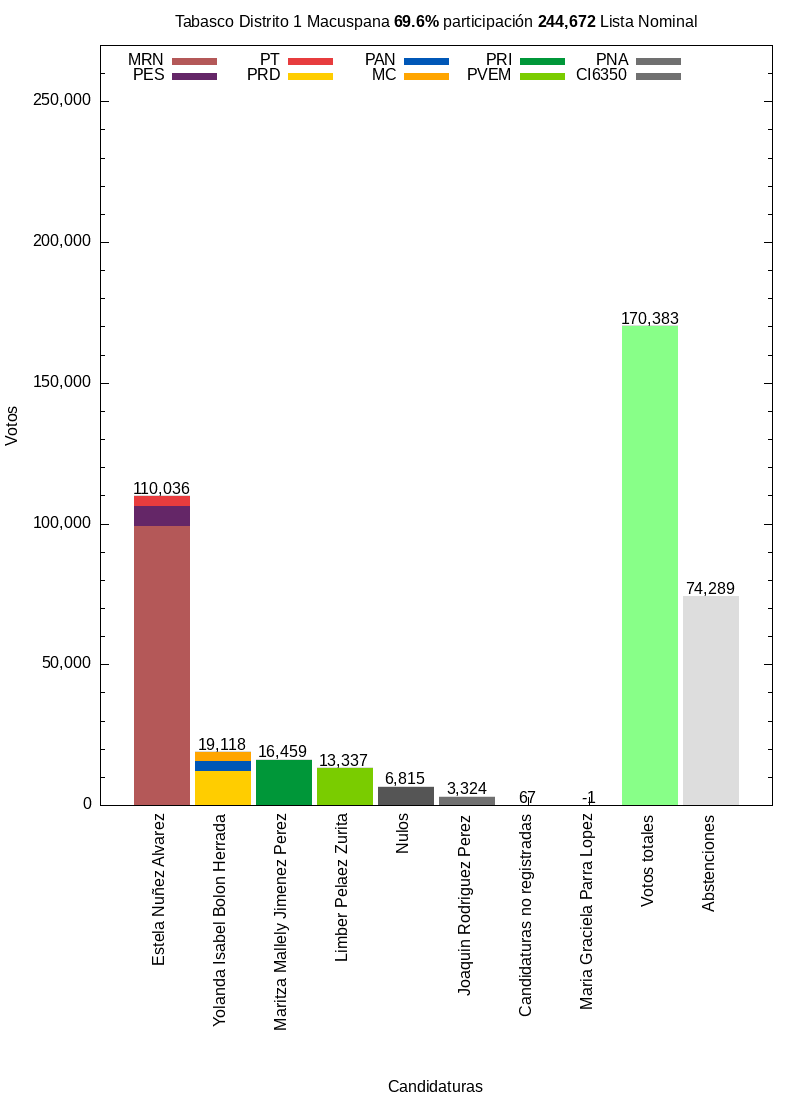 Tabasco Distrito 1 Macuspana 69.6% participación 244,672 Lista Nominal
MRN PT PAN PRI PNA
PES PRD MC PVEM CI6350
250,000
200,000
150,000
100,000
50,000
0
Votos
110,036
19,118
16,459
13,337
6,815
3,324
67
-1
170,383
74,289
Estela Nuñez Alvarez
Yolanda Isabel Bolon Herrada
Maritza Mallely Jimenez Perez
Limber Pelaez Zurita
Nulos
Joaquin Rodriguez Perez
Candidaturas no registradas
Maria Graciela Parra Lopez
Votos totales
Abstenciones
Candidaturas